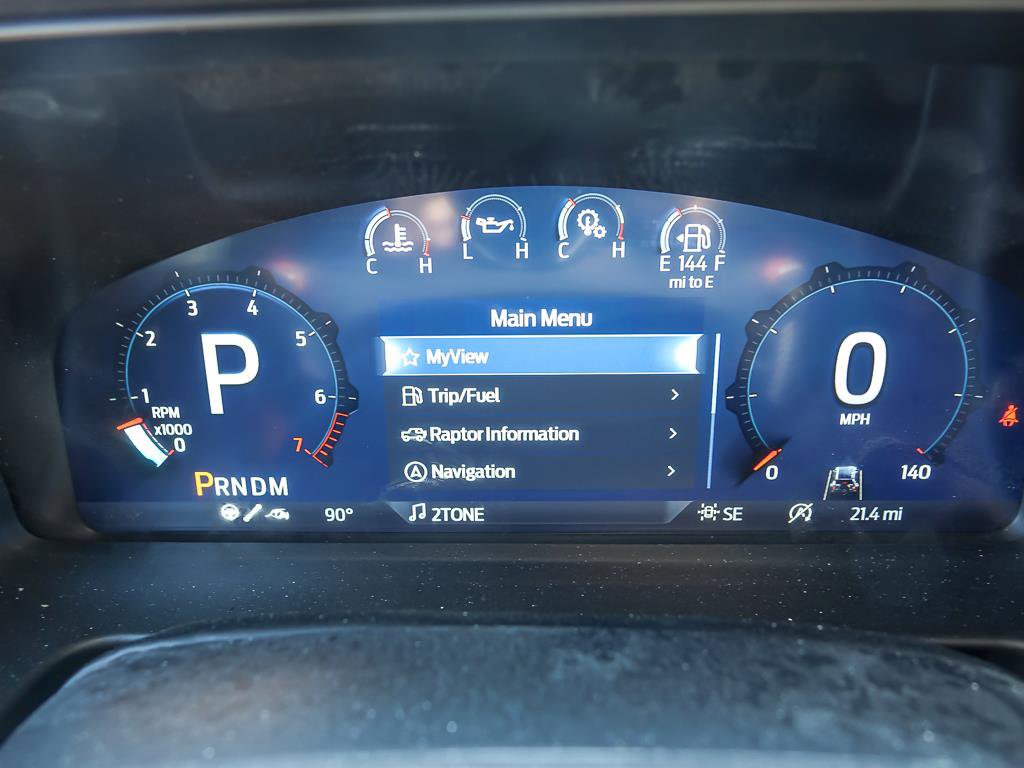 C H
L H
C H
E 144 F
mi to E
Main Menu
MyView
Trip/Fuel
Raptor Information
Navigation
2TONE
0
1
2
3
4
5
6
7
RPM
x1000
P
PRNDM
90°
0
MPH
0
140
SE
21.4 mi